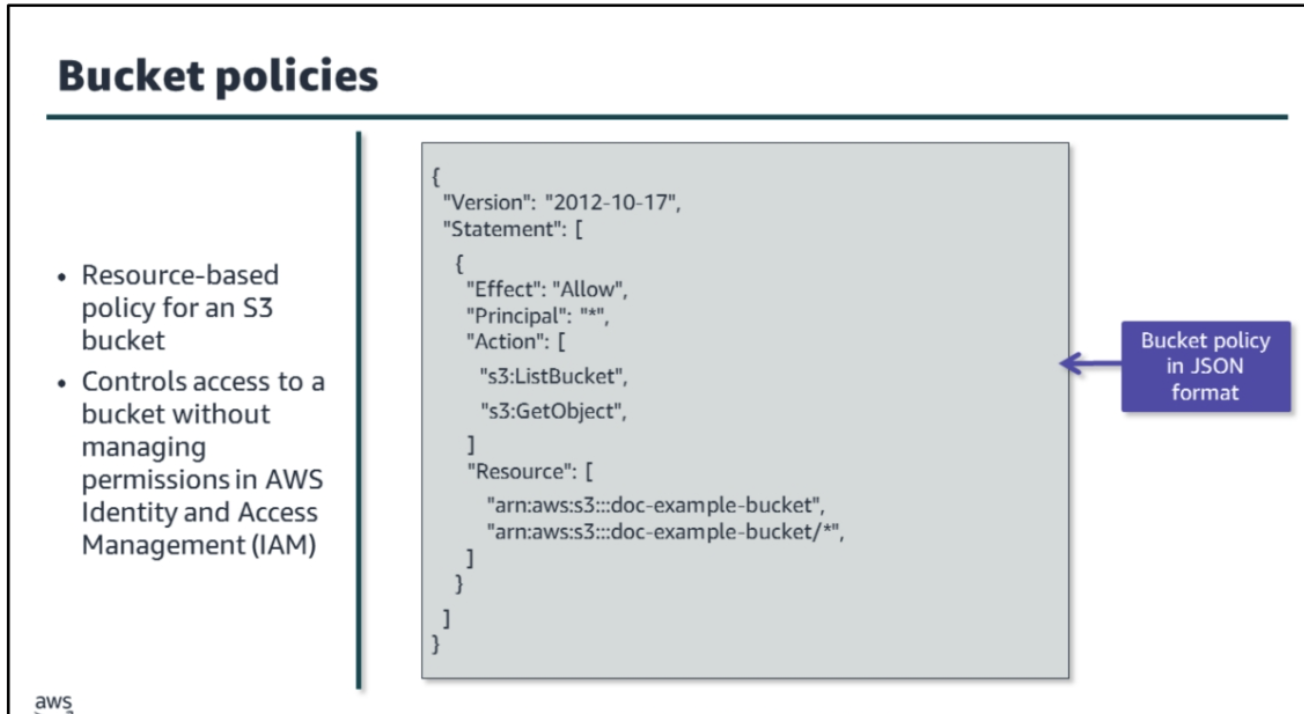 Bucket policies
• Resource-based
policy for an S3
bucket
• Controls access to a
bucket without
managing
permissions in AWS
Identity and Access
Management (IAM)
{
"Version": "2012-10-17",
"Statement": [
{
"Effect": "Allow",
"Principal": "*",
"Action": [
"s3:ListBucket",
"s3:GetObject",
]
"Resource": [
"arn:aws:s3:::doc-example-bucket",
"arn:aws:s3:::doc-example-bucket/*",
]
}
]
}
Bucket policy
in JSON
format
aws